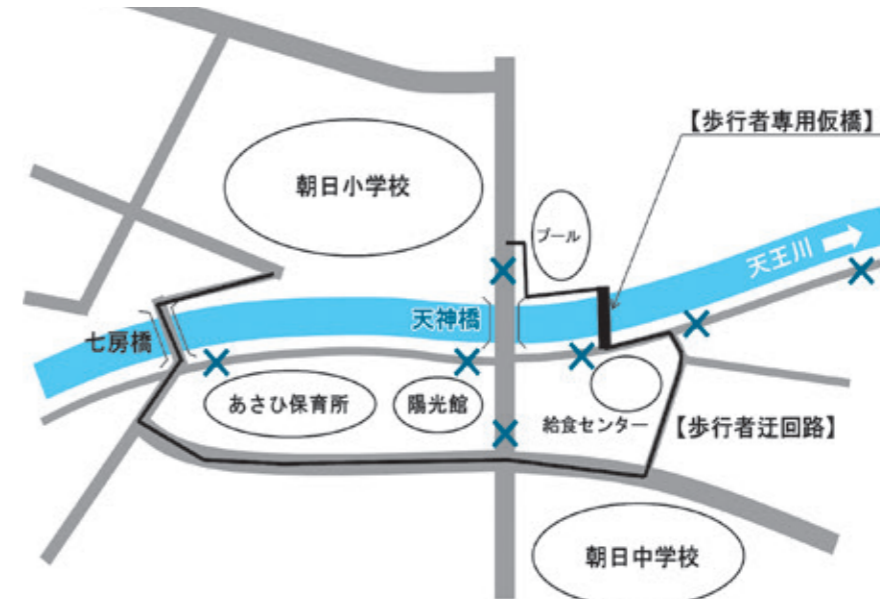 【歩行者専用仮橋】
朝日小学校
プール
天王川
天神橋
七房橋
あさひ保育所
陽光館
給食センター
【歩行者迂回路】
朝日中学校